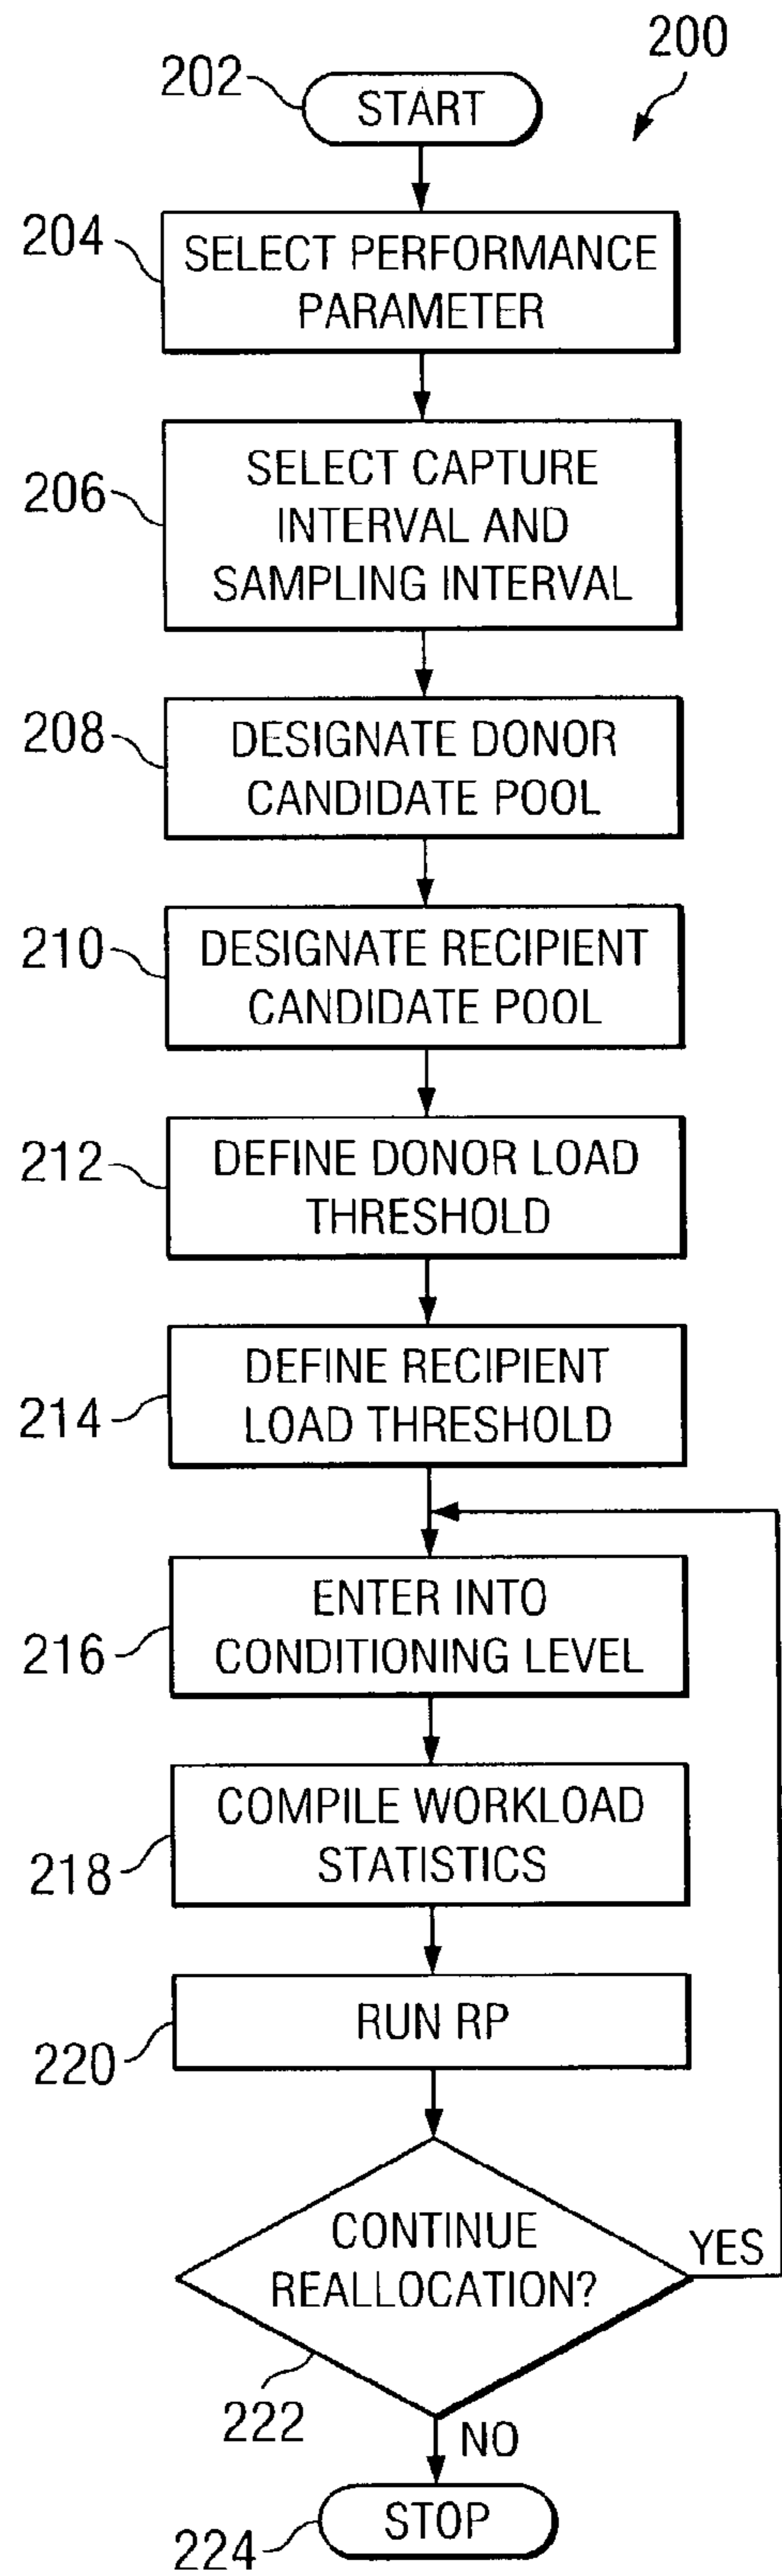 200
202
START
204
SELECT PERFORMANCE
PARAMETER
206
SELECT CAPTURE
INTERVAL AND
SAMPLING INTERVAL
208
DESIGNATE DONOR
CANDIDATE POOL
210
DESIGNATE RECIPIENT
CANDIDATE POOL
212
DEFINE DONOR LOAD
THRESHOLD
214
DEFINE RECIPIENT
LOAD THRESHOLD
216
ENTER INTO
CONDITIONING LEVEL
218
COMPILE WORKLOAD
STATISTICS
220
RUN RP
CONTINUE
REALLOCATION?
YES
222
NO
STOP
224